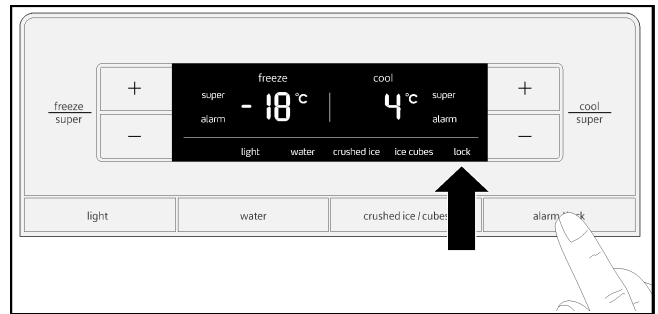 freeze
super
+
−
freeze cool
super -18 °C 4 °C super
alarm alarm
light water crushed ice ice cubes lock
+
−
cool
super
light water crushed ice / cubes alarm/lock